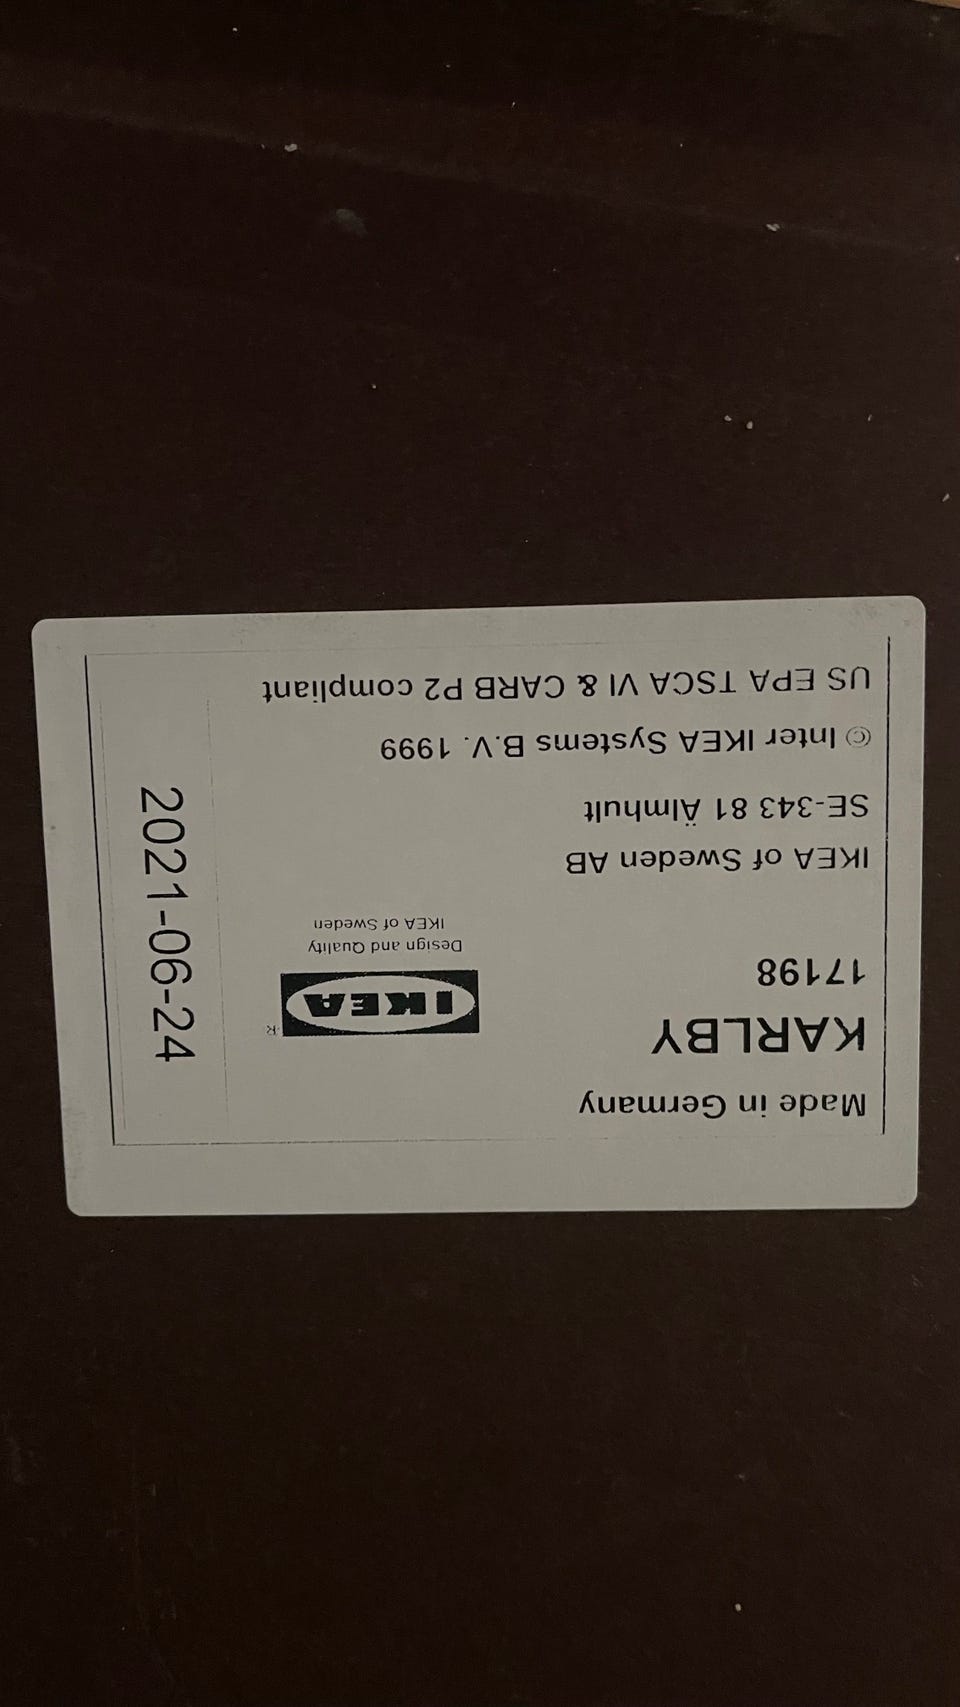 Made in Germany
KARLBY
17198
IKEA
R
Design and Quality
IKEA of Sweden
IKEA of Sweden AB
SE-343 81 Älmhult
© Inter IKEA Systems B.V. 1999
US EPA TSCA VI & CARB P2 compliant
2021-06-24